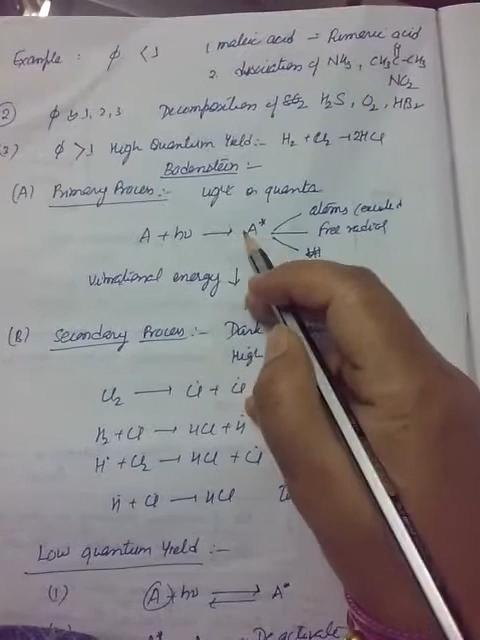 Example : φ < 1 1 maleic acid = Fumeric acid
O
2. dissociation of NH3, CH3C-CH3
NO2
② φ 1, 2, 3 Decomposition of H2S, O2, HBr
3) φ > 1 High Quantum Yield :- H2 + Cl2 → 2HCl
Bodenstein :-
(A) Primary Process :- light or quanta
A + hν → A* atoms (excited
free radical
Vibrational energy ↓
(B) Secondary Process :- Dark
High
Cl2 → Cl̇ + Cl̇
H2 + Cl̇ → HCl + Ḣ
H· + Cl2 → HCl + Cl̇
Ḣ + Cl̇ → HCl
Low quantum Yield :-
(1) A + hν ⇌ A*
A* Deactivate